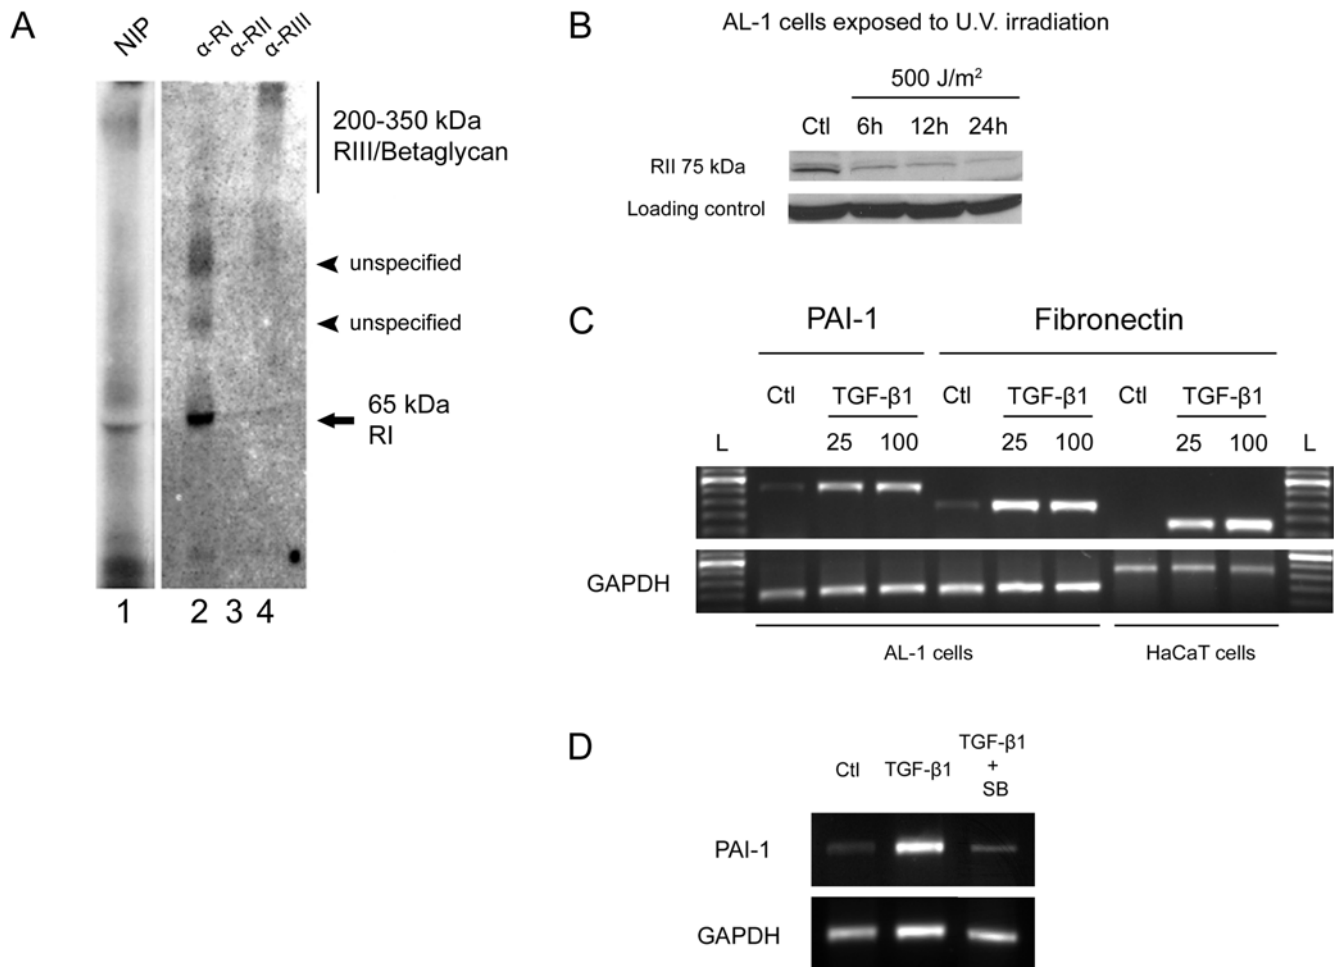 A
NIP
α-RI
α-RII
α-RIII
200-350 kDa
RIII/Betaglycan
unspecified
unspecified
65 kDa
RI
1 2 3 4
B
AL-1 cells exposed to U.V. irradiation
500 J/m²
Ctl 6h 12h 24h
RII 75 kDa
Loading control
C
PAI-1 Fibronectin
Ctl TGF-β1 Ctl TGF-β1 Ctl TGF-β1
L 25 100 25 100 25 100 L
GAPDH
AL-1 cells HaCaT cells
D
Ctl TGF-β1 TGF-β1
+
SB
PAI-1
GAPDH